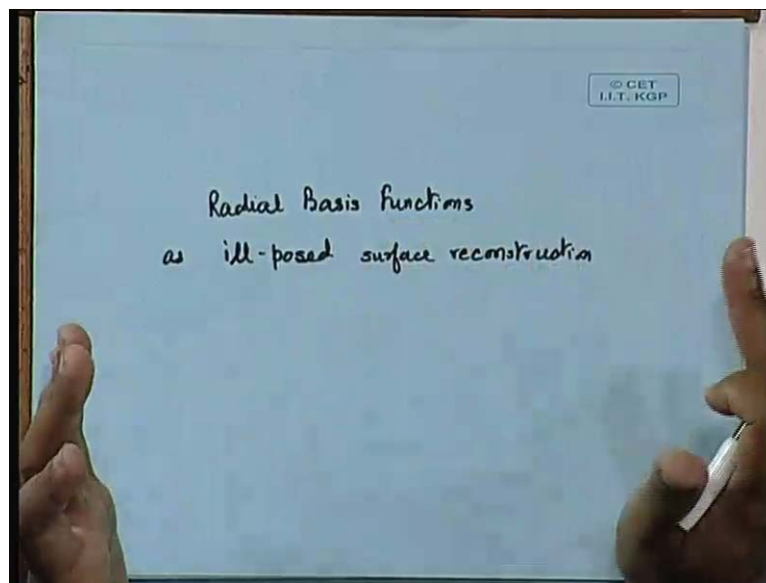 © CET
I.I.T. KGP
Radial Basis Functions
as ill-posed surface reconstruction